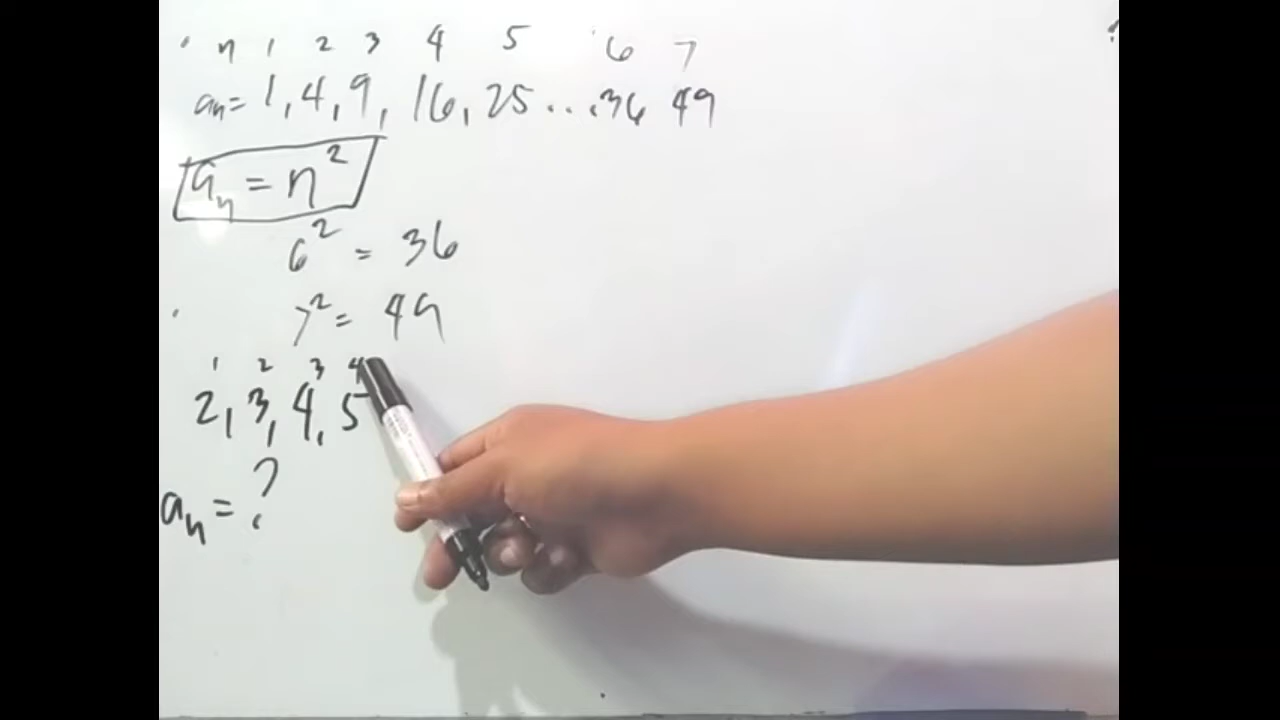 n 1 2 3 4 5 6 7
an= 1, 4, 9, 16, 25 ... 36 49
an = n²
6² = 36
7² = 49
1 2 3 4
2, 3, 4, 5
an = ?
?